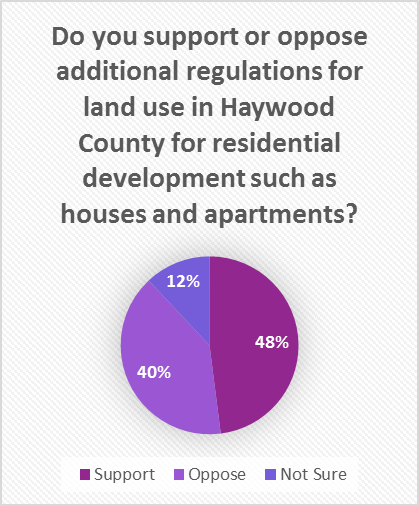 Do you support or oppose
additional regulations for
land use in Haywood
County for residential
development such as
houses and apartments?
12%
48%
40%
Support Oppose Not Sure